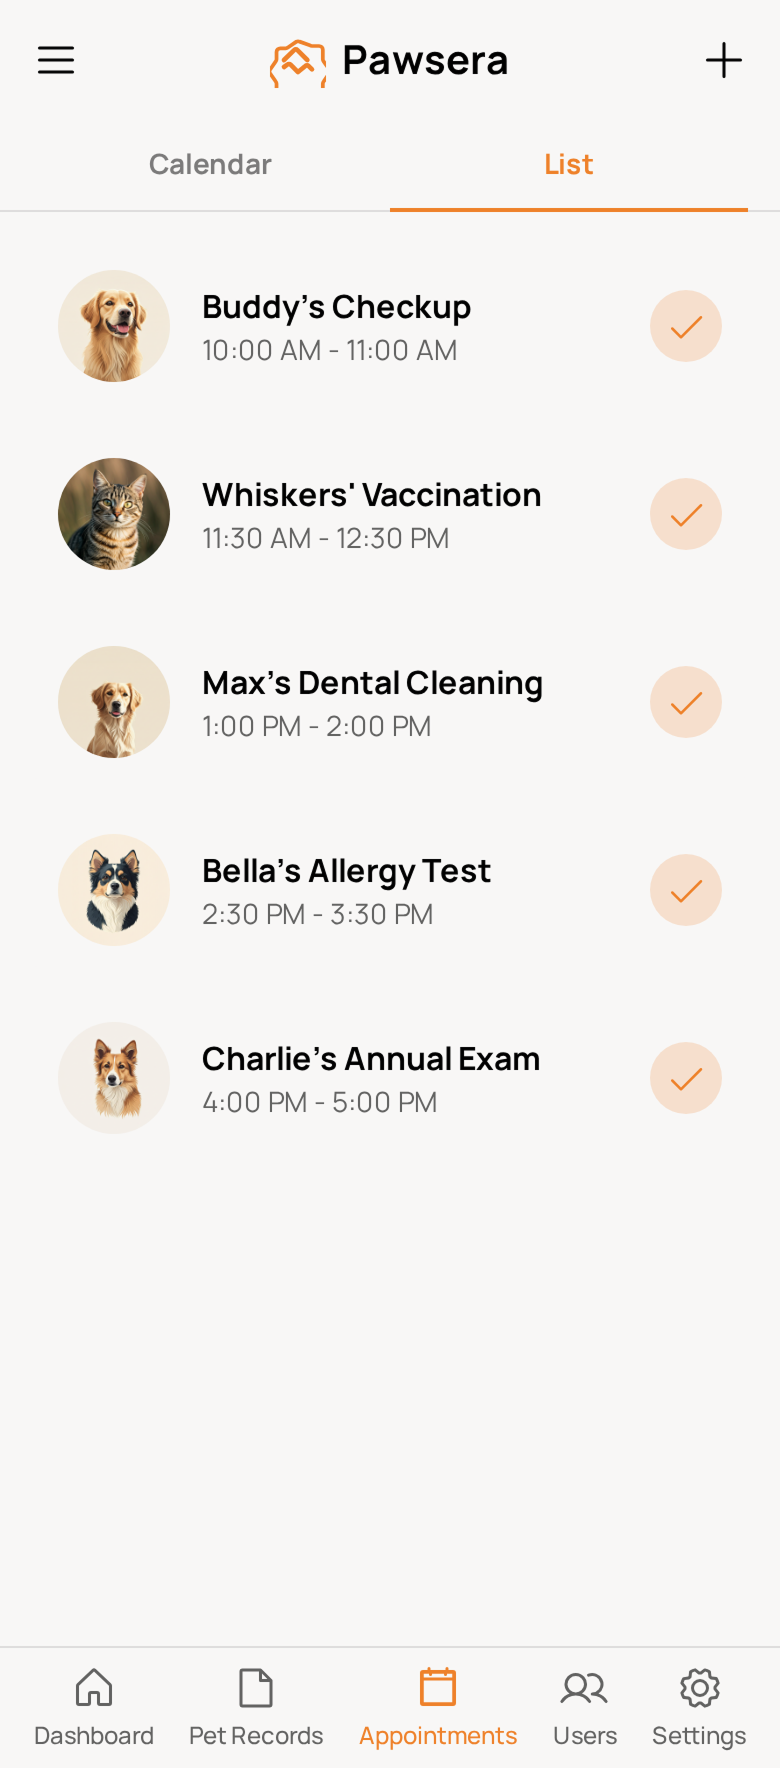 Pawsera
Calendar
List
Buddy’s Checkup
10:00 AM - 11:00 AM
Whiskers' Vaccination
11:30 AM - 12:30 PM
Max’s Dental Cleaning
1:00 PM - 2:00 PM
Bella’s Allergy Test
2:30 PM - 3:30 PM
Charlie’s Annual Exam
4:00 PM - 5:00 PM
Dashboard
Pet Records
Appointments
Users
Settings